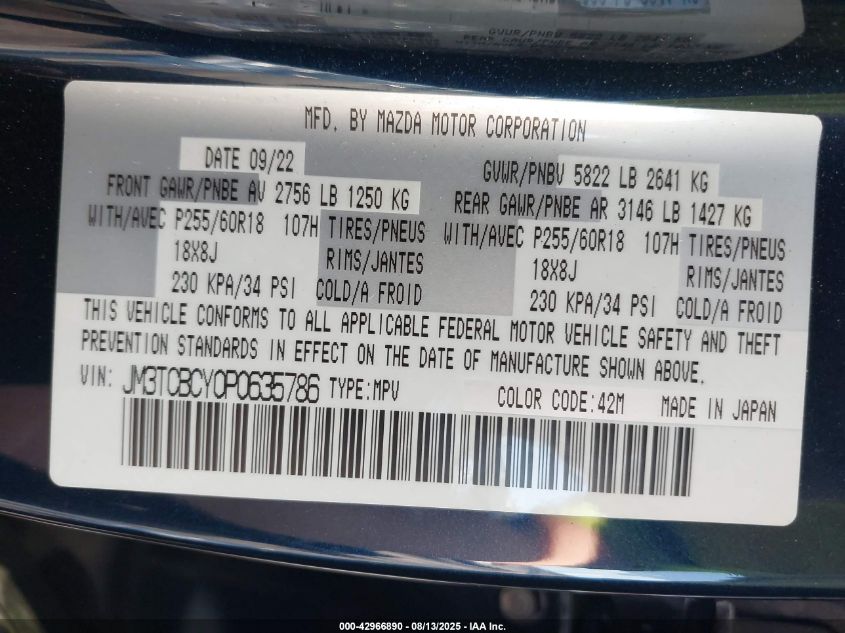 GVWR/PNBV 5822 LB
MFD. BY MAZDA MOTOR CORPORATION
DATE 09/22 GVWR/PNBV 5822 LB 2641 KG
FRONT GAWR/PNBE AV 2756 LB 1250 KG REAR GAWR/PNBE AR 3146 LB 1427 KG
WITH/AVEC P255/60R18 107H TIRES/PNEUS WITH/AVEC P255/60R18 107H TIRES/PNEUS
18X8J RIMS/JANTES 18X8J RIMS/JANTES
230 KPA/34 PSI COLD/A FROID 230 KPA/34 PSI COLD/A FROID
THIS VEHICLE CONFORMS TO ALL APPLICABLE FEDERAL MOTOR VEHICLE SAFETY AND THEFT
PREVENTION STANDARDS IN EFFECT ON THE DATE OF MANUFACTURE SHOWN ABOVE.
VIN: JM3TCBCY0P0635786 TYPE:MPV COLOR CODE:42M MADE IN JAPAN
000-42966890 - 08/13/2025 - IAA Inc.